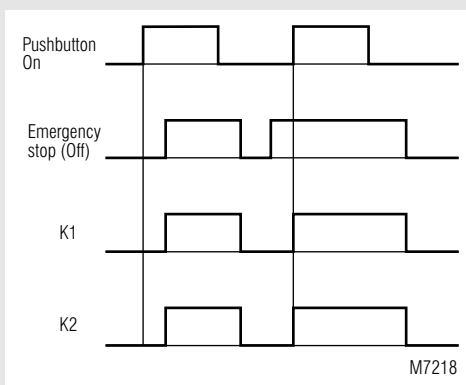 Pushbutton
On
Emergency
stop (Off)
K1
K2
M7218